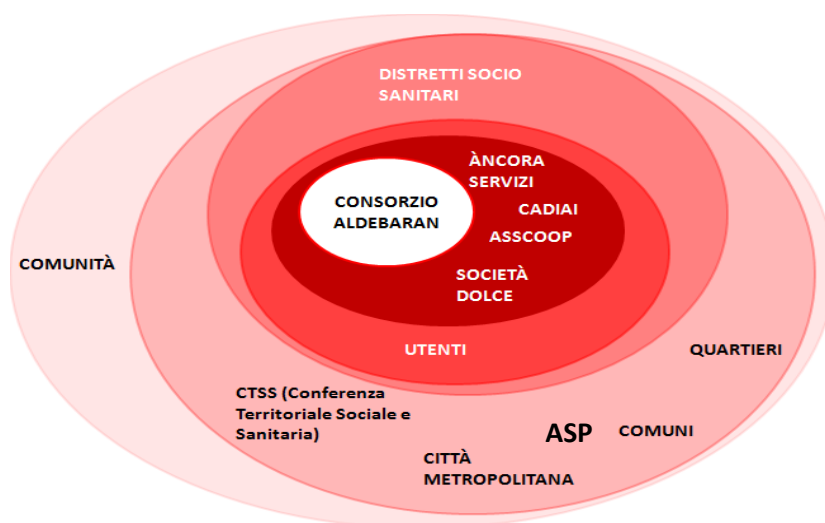 DISTRETTI SOCIO
SANITARI
ÀNCORA
SERVIZI
CONSORZIO
ALDEBARAN
CADIAI
ASSCOOP
COMUNITÀ
SOCIETÀ
DOLCE
UTENTI
QUARTIERI
CTSS (Conferenza
Territoriale Sociale e
Sanitaria)
ASP
COMUNI
CITTÀ
METROPOLITANA